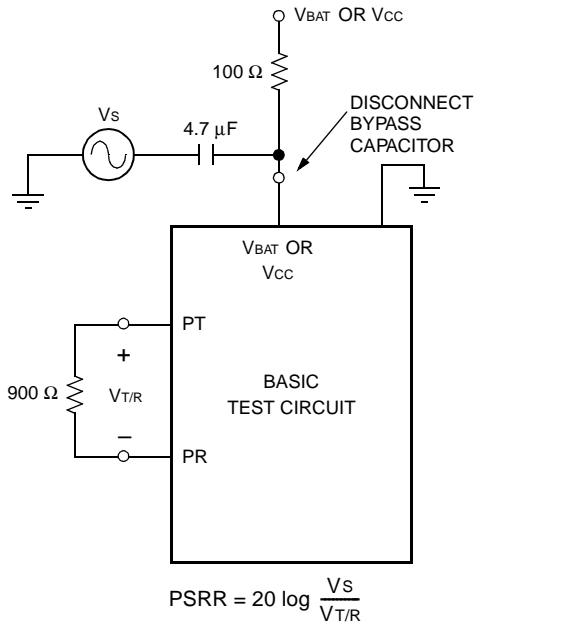 VBAT OR VCC
100 Ω
DISCONNECT
BYPASS
CAPACITOR
VS
4.7 µF
VBAT OR
VCC
PT
+
900 Ω
VT/R
BASIC
TEST CIRCUIT
–
PR
PSRR = 20 log VS / VT/R